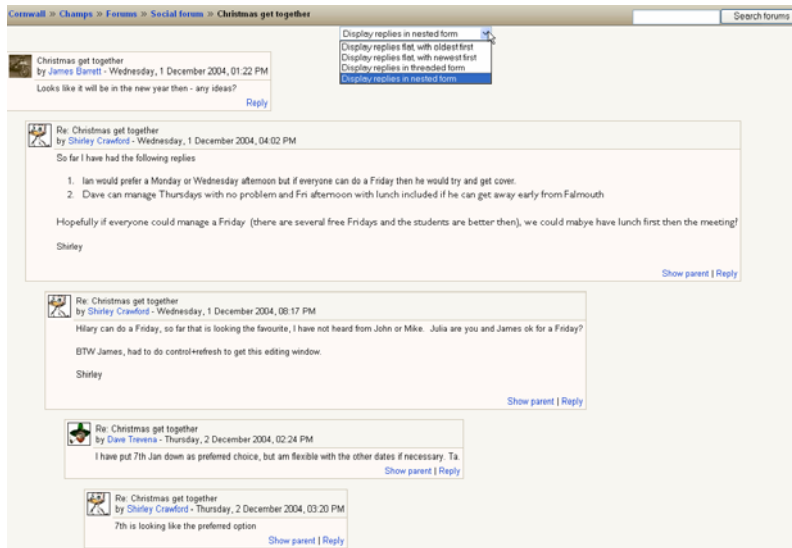 Cornwall » Champs » Forums » Social forum » Christmas get together
Search forums
Display replies in nested form
Display replies flat, with oldest first
Display replies flat, with newest first
Display replies in threaded form
Display replies in nested form
Christmas get together
by James Barrett - Wednesday, 1 December 2004, 01:22 PM
Looks like it will be in the new year then - any ideas?
Reply
Re: Christmas get together
by Shirley Crawford - Wednesday, 1 December 2004, 04:02 PM
So far I have had the following replies
1. Ian would prefer a Monday or Wednesday afternoon but if everyone can do a Friday then he would try and get cover.
2. Dave can manage Thursdays with no problem and Fri afternoon with lunch included if he can get away early from Falmouth
Hopefully if everyone could manage a Friday (there are several free Fridays and the students are better then), we could mabye have lunch first then the meeting!
Shirley
Show parent | Reply
Re: Christmas get together
by Shirley Crawford - Wednesday, 1 December 2004, 08:17 PM
Hilary can do a Friday, so far that is looking the favourite, I have not heard from John or Mike. Julia are you and James ok for a Friday?
BTW James, had to do control+refresh to get this editing window.
Shirley
Show parent | Reply
Re: Christmas get together
by Dave Trevena - Thursday, 2 December 2004, 02:24 PM
I have put 7th Jan down as preferred choice, but am flexible with the other dates if necessary. Ta.
Show parent | Reply
Re: Christmas get together
by Shirley Crawford - Thursday, 2 December 2004, 03:20 PM
7th is looking like the preferred option
Show parent | Reply